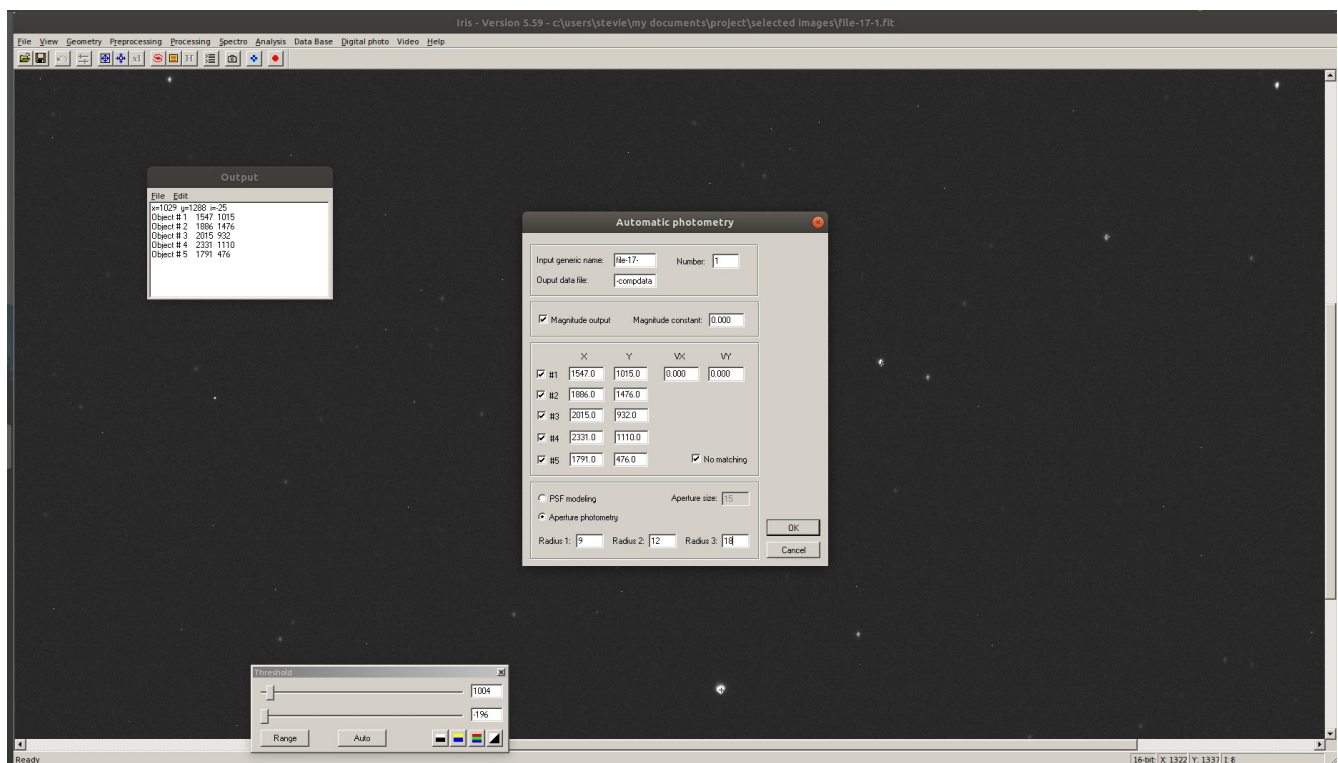 Iris - Version 5.59 - c:\users\stevie\my documents\project\selected images\file-17-1.fit
File View Geometry Preprocessing Processing Spectro Analysis Data Base Digital photo Video Help
Output
File Edit
x=1029 y=1288 i=-25
Object # 1 1547 1015
Object # 2 1886 1476
Object # 3 2015 932
Object # 4 2331 1110
Object # 5 1791 476
Automatic photometry
Input generic name: file-17- Number: 1
Ouput data file: -compdata
Magnitude output Magnitude constant: 0.000
X Y VX VY
#1 1547.0 1015.0 0.000 0.000
#2 1886.0 1476.0
#3 2015.0 932.0
#4 2331.0 1110.0
#5 1791.0 476.0 No matching
PSF modeling Aperture size: 15
Aperture photometry
Radius 1: 9 Radius 2: 12 Radius 3: 18
OK
Cancel
Threshold
1004
-196
Range Auto
Ready 16-bit: X: 1322 Y: 1337 I: 8